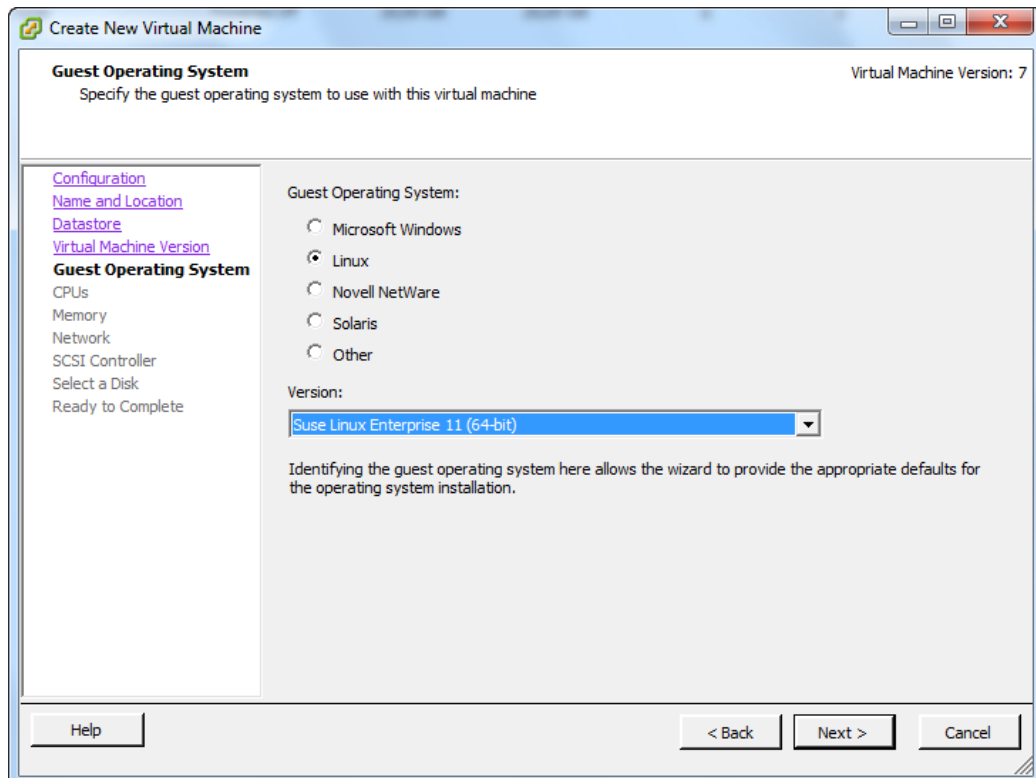 Create New Virtual Machine
Guest Operating System
Specify the guest operating system to use with this virtual machine
Virtual Machine Version: 7
Configuration
Name and Location
Datastore
Virtual Machine Version
Guest Operating System
CPUs
Memory
Network
SCSI Controller
Select a Disk
Ready to Complete
Guest Operating System:
Microsoft Windows
Linux
Novell NetWare
Solaris
Other
Version:
Suse Linux Enterprise 11 (64-bit)
Identifying the guest operating system here allows the wizard to provide the appropriate defaults for
the operating system installation.
Help
< Back
Next >
Cancel